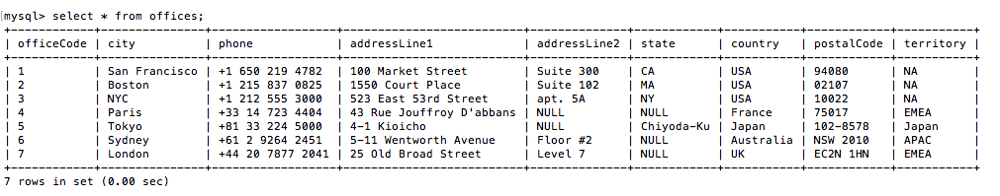 mysql> select * from offices;
+------------+---------------+------------------+--------------------------+--------------+------------+-----------+------------+-----------+
| officeCode | city | phone | addressLine1 | addressLine2 | state | country | postalCode | territory |
+------------+---------------+------------------+--------------------------+--------------+------------+-----------+------------+-----------+
| 1 | San Francisco | +1 650 219 4782 | 100 Market Street | Suite 300 | CA | USA | 94080 | NA |
| 2 | Boston | +1 215 837 0825 | 1550 Court Place | Suite 102 | MA | USA | 02107 | NA |
| 3 | NYC | +1 212 555 3000 | 523 East 53rd Street | apt. 5A | NY | USA | 10022 | NA |
| 4 | Paris | +33 14 723 4404 | 43 Rue Jouffroy D'abbans | NULL | NULL | France | 75017 | EMEA |
| 5 | Tokyo | +81 33 224 5000 | 4-1 Kioicho | NULL | Chiyoda-Ku | Japan | 102-8578 | Japan |
| 6 | Sydney | +61 2 9264 2451 | 5-11 Wentworth Avenue | Floor #2 | NULL | Australia | NSW 2010 | APAC |
| 7 | London | +44 20 7877 2041 | 25 Old Broad Street | Level 7 | NULL | UK | EC2N 1HN | EMEA |
+------------+---------------+------------------+--------------------------+--------------+------------+-----------+------------+-----------+
7 rows in set (0.00 sec)